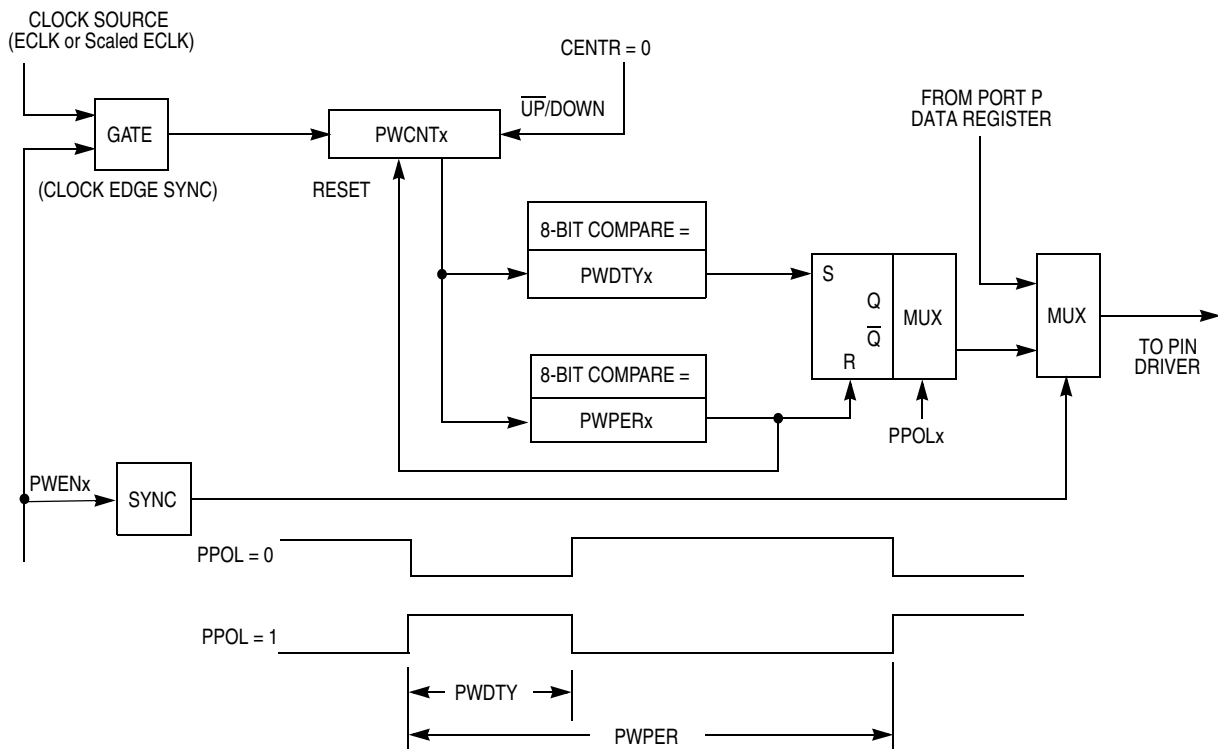 CLOCK SOURCE
(ECLK or Scaled ECLK)
CENTR = 0
U̅P̅/DOWN
FROM PORT P
DATA REGISTER
GATE
PWCNTx
(CLOCK EDGE SYNC)
RESET
8-BIT COMPARE =
PWDTYx
S
Q
Q̅
R
MUX
MUX
TO PIN
DRIVER
8-BIT COMPARE =
PWPERx
PPOLx
PWENx
SYNC
PPOL = 0
PPOL = 1
PWDTY
PWPER